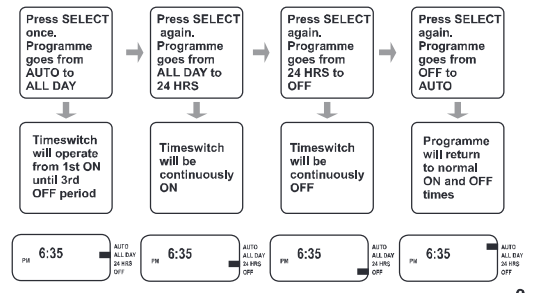 Press SELECT
once.
Programme
goes from
AUTO to
ALL DAY
Press SELECT
again.
Programme
goes from
ALL DAY to
24 HRS
Press SELECT
again.
Programme
goes from
24 HRS to
OFF
Press SELECT
again.
Programme
goes from
OFF to
AUTO
Timeswitch
will operate
from 1st ON
until 3rd
OFF period
Timeswitch
will be
continuously
ON
Timeswitch
will be
continuously
OFF
Programme
will return
to normal
ON and OFF
times
PM 6:35
AUTO
ALL DAY
24 HRS
OFF
PM 6:35
AUTO
ALL DAY
24 HRS
OFF
PM 6:35
AUTO
ALL DAY
24 HRS
OFF
PM 6:35
AUTO
ALL DAY
24 HRS
OFF